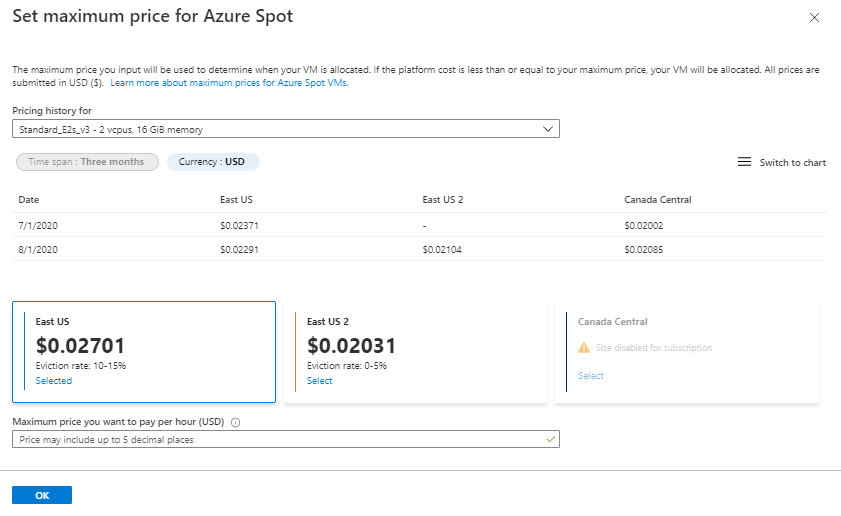 Set maximum price for Azure Spot
The maximum price you input will be used to determine when your VM is allocated. If the platform cost is less than or equal to your maximum price, your VM will be allocated. All prices are
submitted in USD ($). Learn more about maximum prices for Azure Spot VMs.
Pricing history for
Standard_E2s_v3 - 2 vcpus, 16 GiB memory
Time span : Three months Currency : USD Switch to chart
Date East US East US 2 Canada Central
7/1/2020 $0.02371 - $0.02002
8/1/2020 $0.02291 $0.02104 $0.02085
East US
$0.02701
Eviction rate: 10-15%
Selected
East US 2
$0.02031
Eviction rate: 0-5%
Select
Canada Central
Size disabled for subscription
Select
Maximum price you want to pay per hour (USD)
Price may include up to 5 decimal places
OK